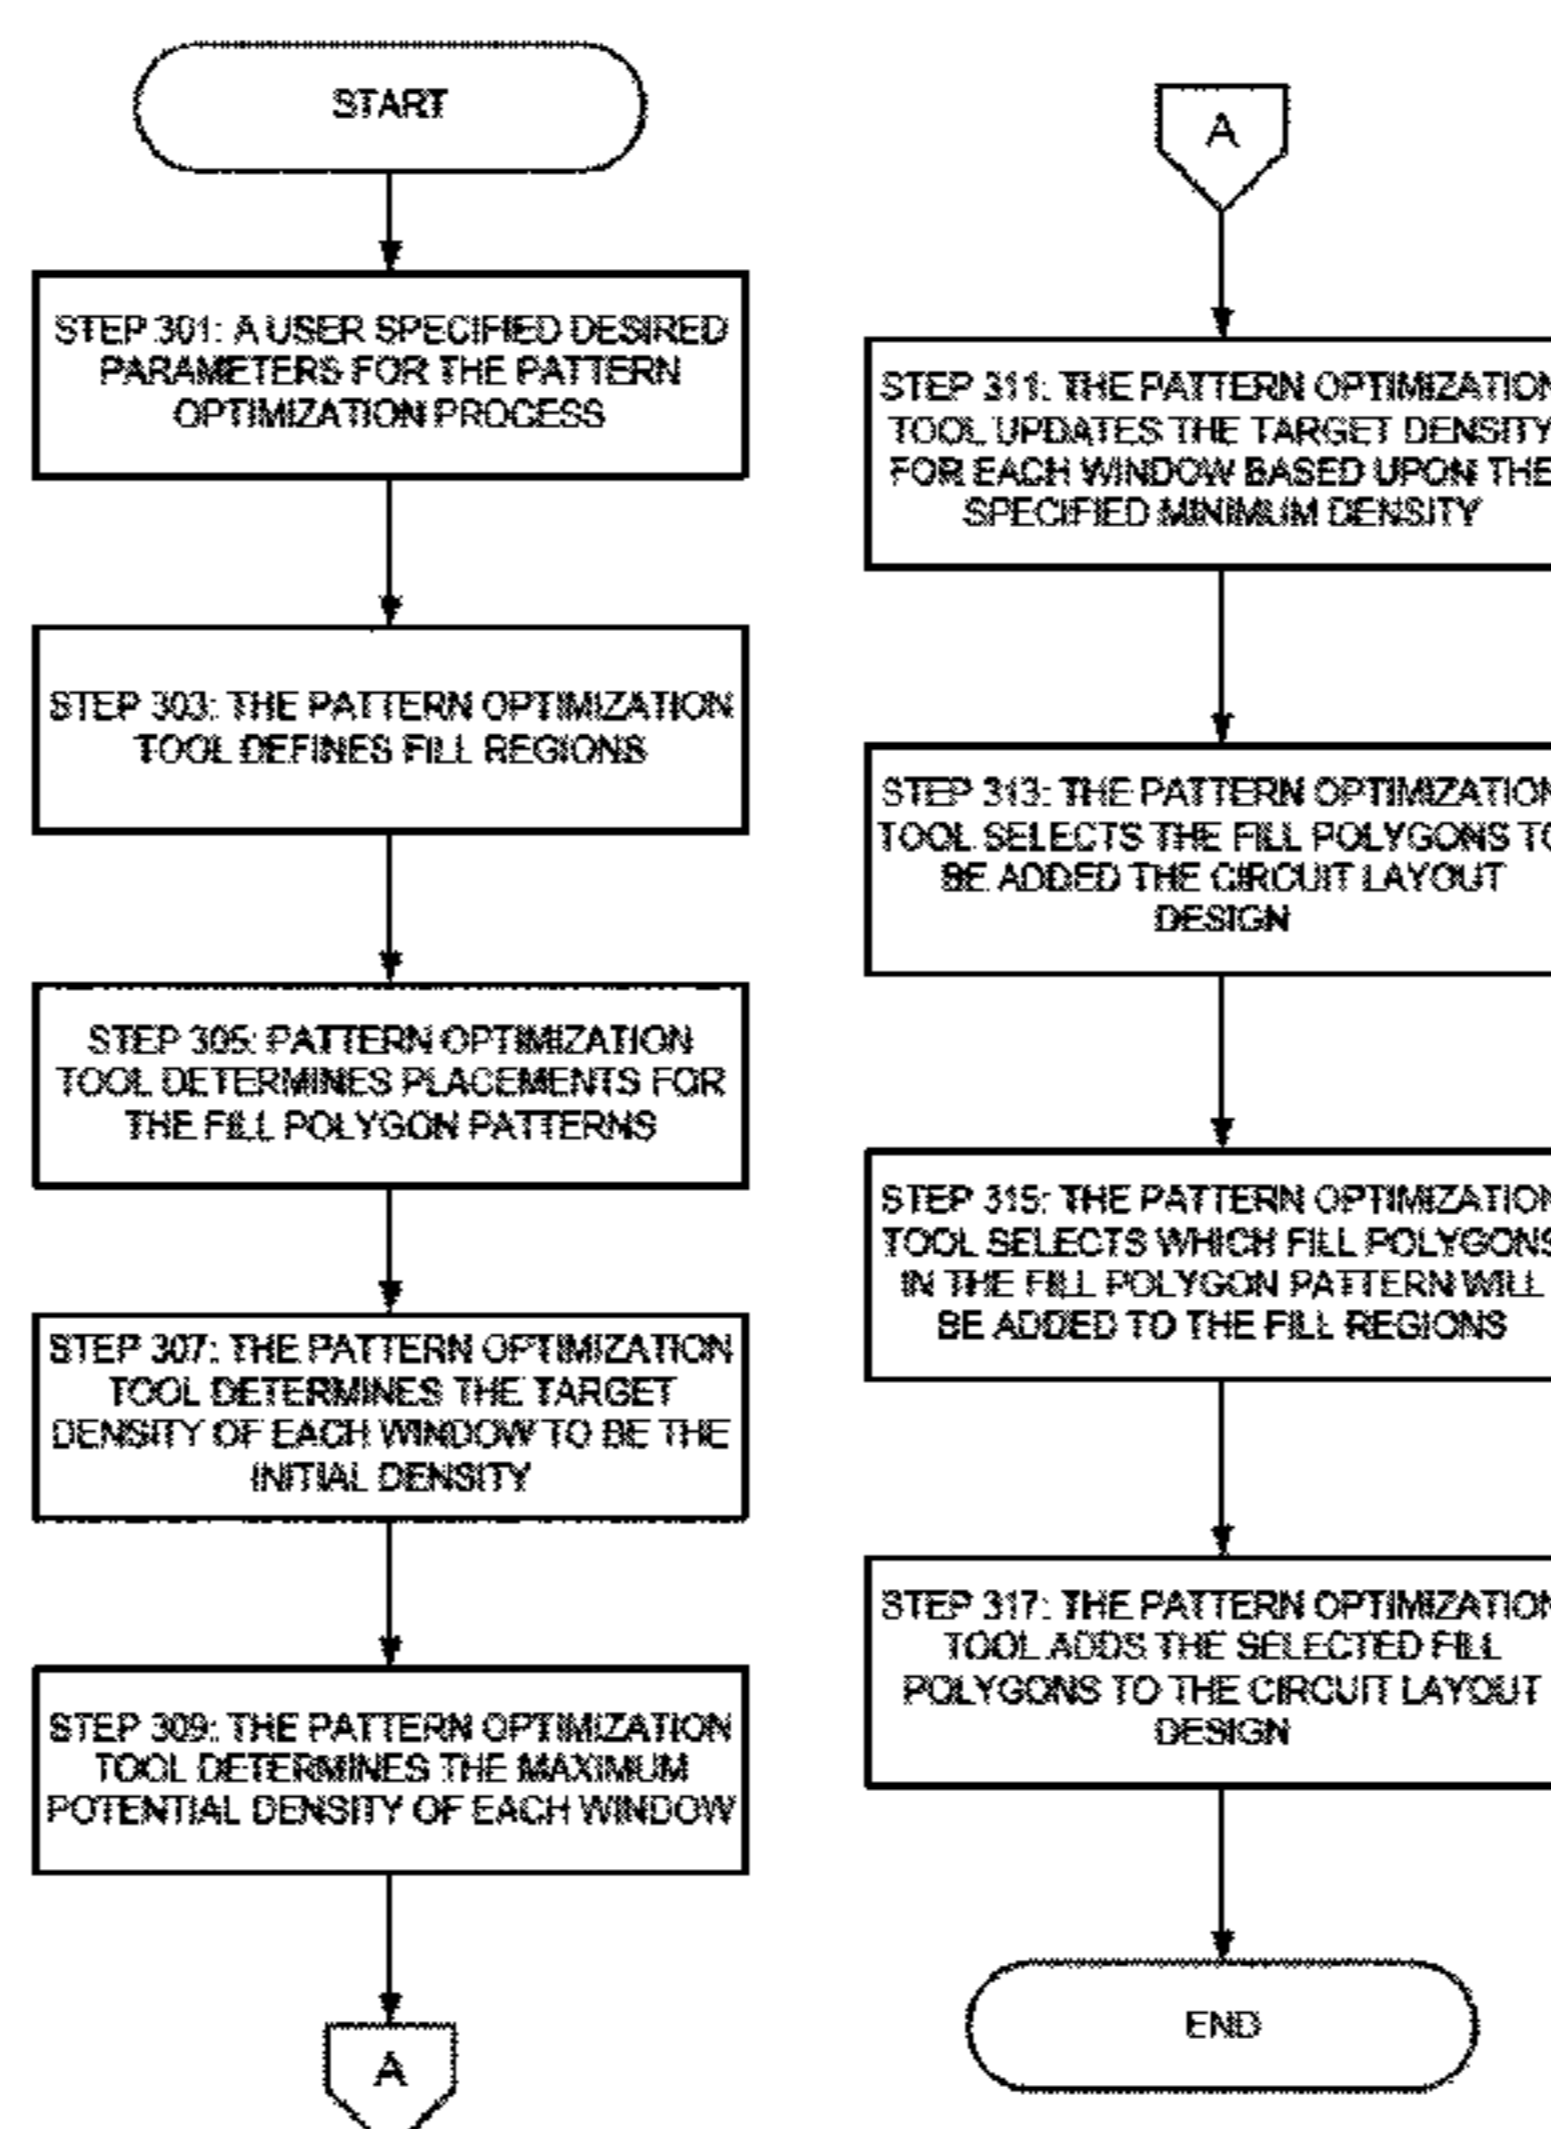 START
STEP 301: A USER SPECIFIED DESIRED
PARAMETERS FOR THE PATTERN
OPTIMIZATION PROCESS
STEP 303: THE PATTERN OPTIMIZATION
TOOL DEFINES FILL REGIONS
STEP 305: PATTERN OPTIMIZATION
TOOL DETERMINES PLACEMENTS FOR
THE FILL POLYGON PATTERNS
STEP 307: THE PATTERN OPTIMIZATION
TOOL DETERMINES THE TARGET
DENSITY OF EACH WINDOW TO BE THE
INITIAL DENSITY
STEP 309: THE PATTERN OPTIMIZATION
TOOL DETERMINES THE MAXIMUM
POTENTIAL DENSITY OF EACH WINDOW
A
A
STEP 311: THE PATTERN OPTIMIZATION
TOOL UPDATES THE TARGET DENSITY
FOR EACH WINDOW BASED UPON THE
SPECIFIED MINIMUM DENSITY
STEP 313: THE PATTERN OPTIMIZATION
TOOL SELECTS THE FILL POLYGONS TO
BE ADDED THE CIRCUIT LAYOUT
DESIGN
STEP 315: THE PATTERN OPTIMIZATION
TOOL SELECTS WHICH FILL POLYGONS
IN THE FILL POLYGON PATTERN WILL
BE ADDED TO THE FILL REGIONS
STEP 317: THE PATTERN OPTIMIZATION
TOOL ADDS THE SELECTED FILL
POLYGONS TO THE CIRCUIT LAYOUT
DESIGN
END